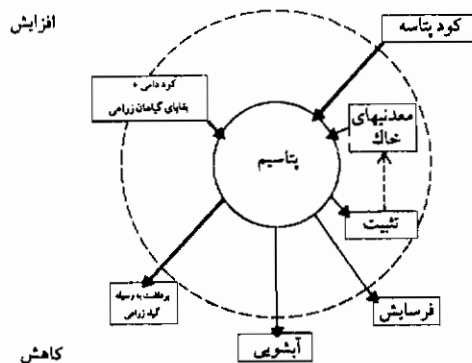 افزایش
کود پتاسه
کود دامی +
بقایای گیاهان زراعی
معدنیهای
خاك
پتاسیم
تثبیت
برداشت به وسیله
گیاه زراعی
آبشویی
فرسایش
کاهش